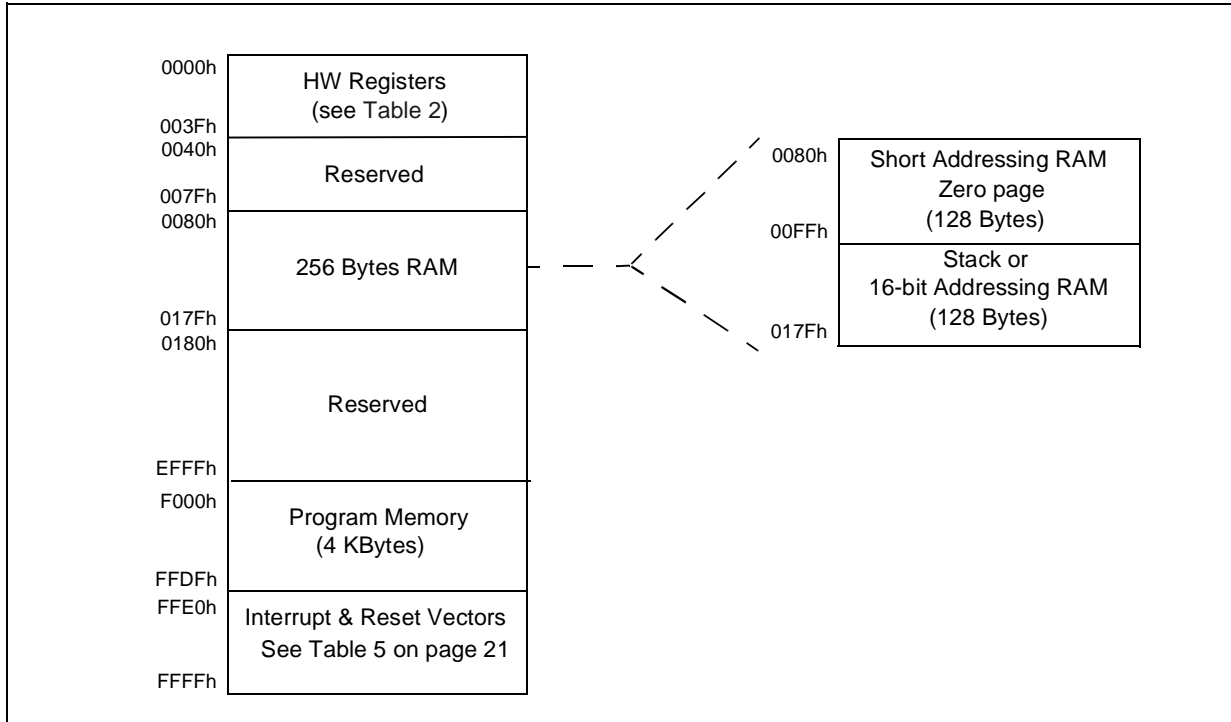 0000h
HW Registers
(see Table 2)
003Fh
0040h
Reserved
007Fh
0080h
256 Bytes RAM
017Fh
0180h
Reserved
EFFFh
F000h
Program Memory
(4 KBytes)
FFDFh
FFE0h
Interrupt & Reset Vectors
See Table 5 on page 21
FFFFh
0080h
Short Addressing RAM
Zero page
(128 Bytes)
00FFh
Stack or
16-bit Addressing RAM
(128 Bytes)
017Fh